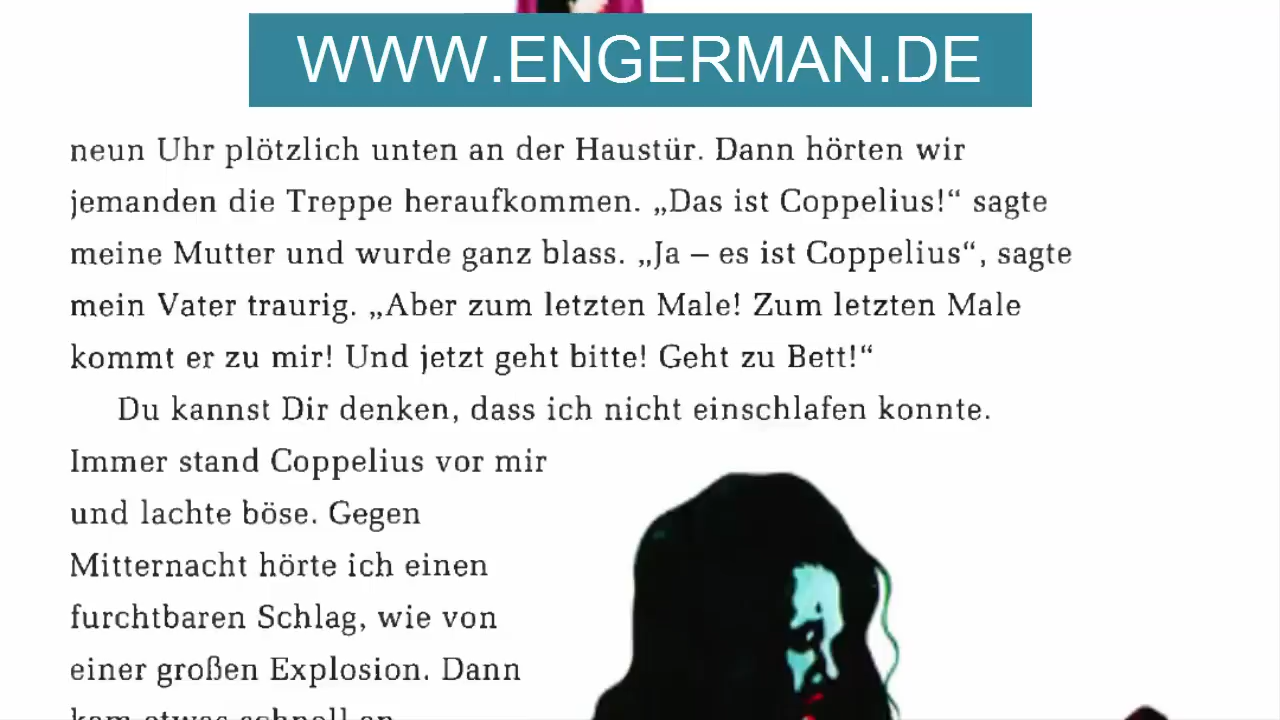 WWW.ENGERMAN.DE
neun Uhr plötzlich unten an der Haustür. Dann hörten wir
jemanden die Treppe heraufkommen. „Das ist Coppelius!“ sagte
meine Mutter und wurde ganz blass. „Ja – es ist Coppelius“, sagte
mein Vater traurig. „Aber zum letzten Male! Zum letzten Male
kommt er zu mir! Und jetzt geht bitte! Geht zu Bett!“
Du kannst Dir denken, dass ich nicht einschlafen konnte.
Immer stand Coppelius vor mir
und lachte böse. Gegen
Mitternacht hörte ich einen
furchtbaren Schlag, wie von
einer großen Explosion. Dann
kam etwas schnell an